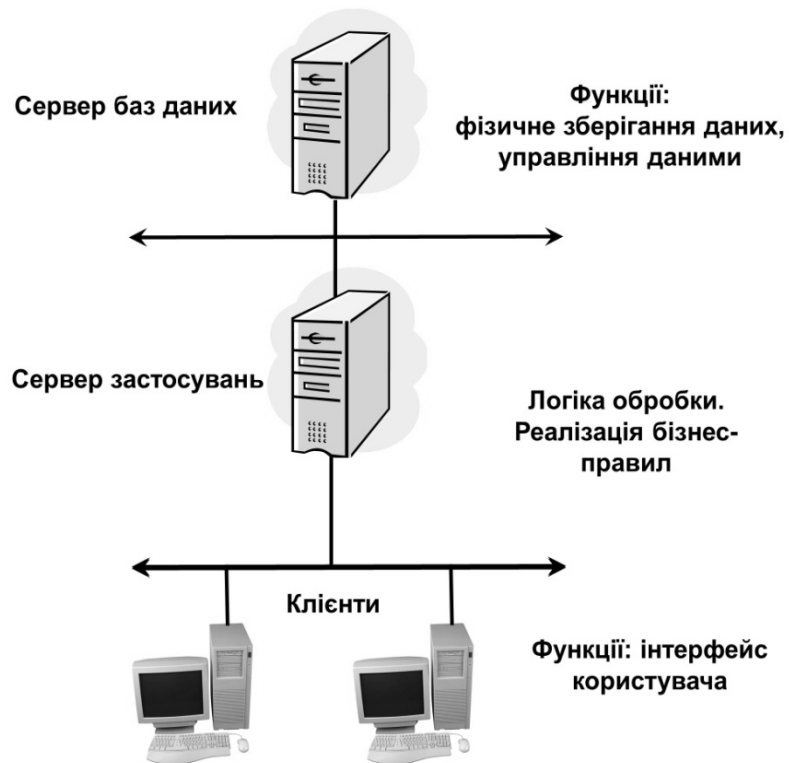 Сервер баз даних
Функції:
фізичне зберігання даних,
управління даними
Сервер застосувань
Логіка обробки.
Реалізація бізнес-
правил
Клієнти
Функції: інтерфейс
користувача